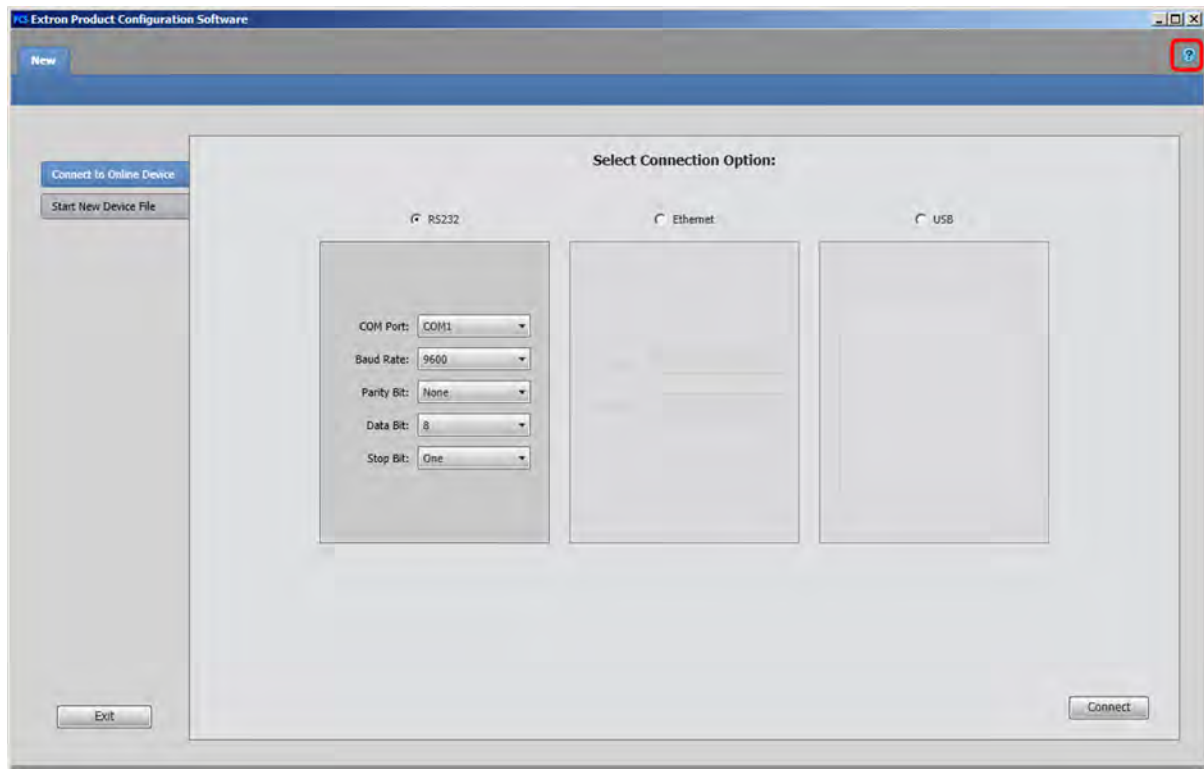 PCS Extron Product Configuration Software
New
?
Select Connection Option:
Connect to Online Device
Start New Device File
RS232 Ethernet USB
COM Port: COM1
Baud Rate: 9600
Parity Bit: None
Data Bit: 8
Stop Bit: One
Exit
Connect